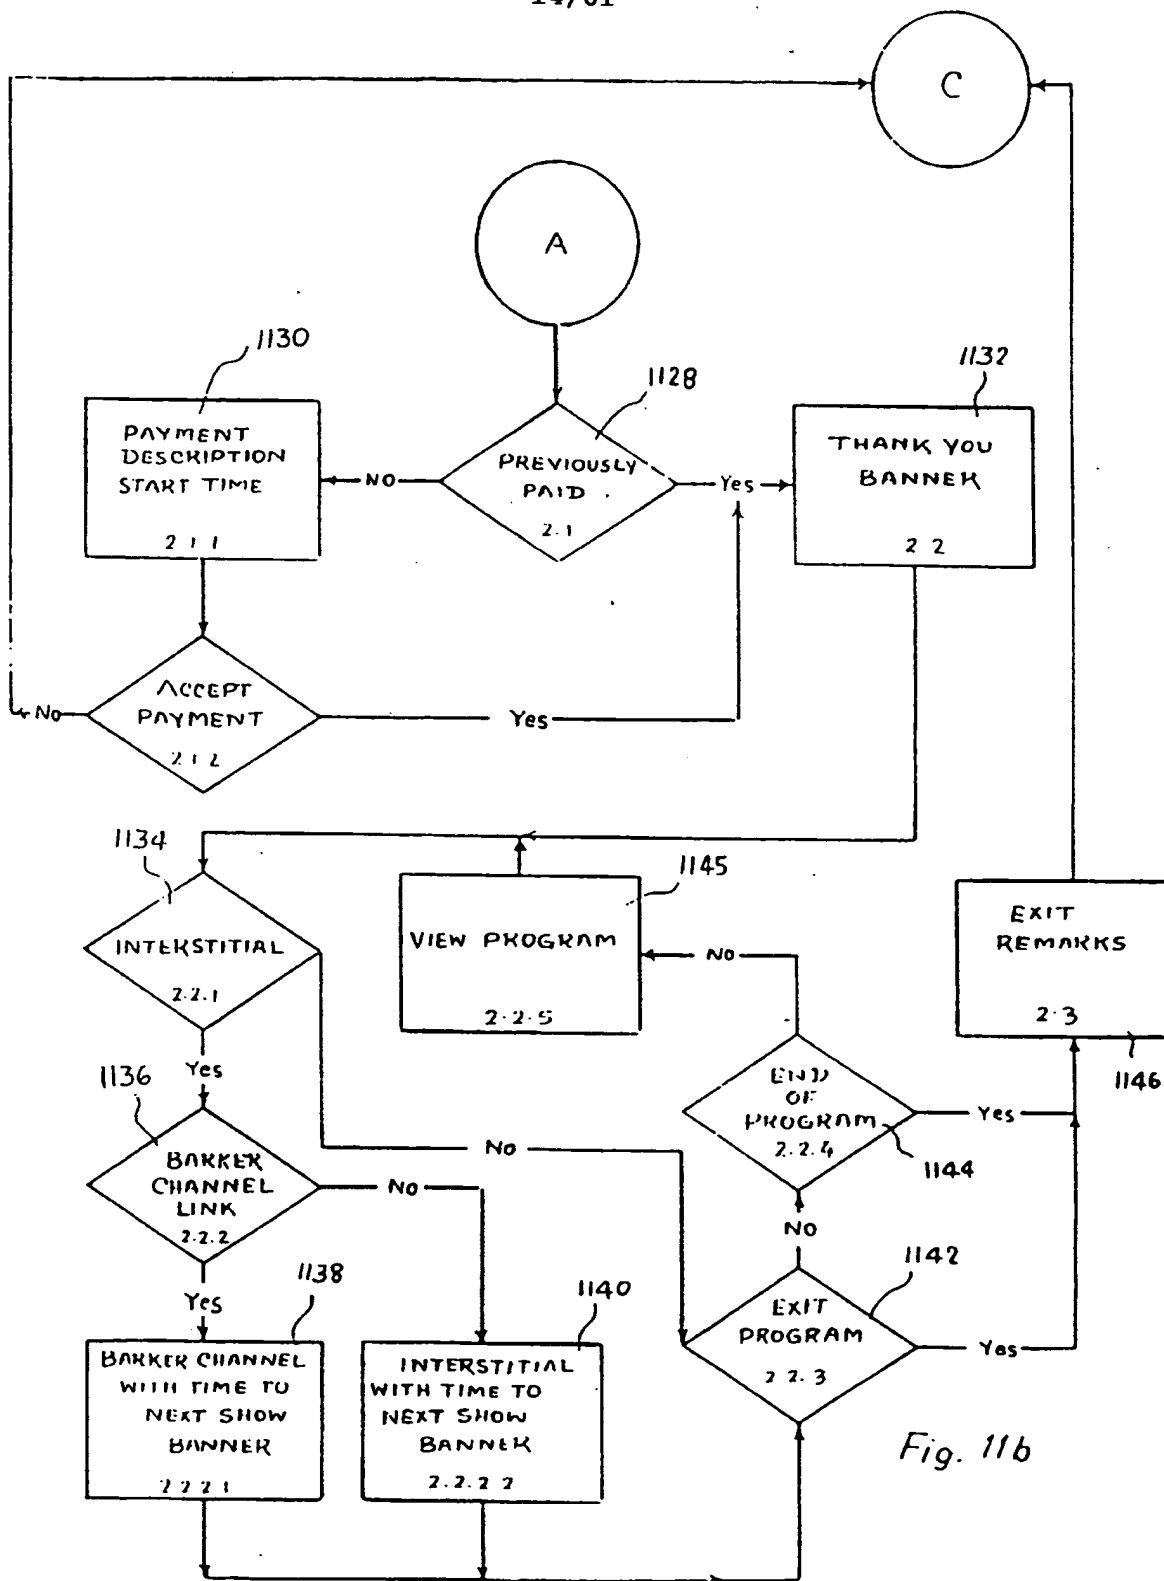 C
A
1130
1128
1132
PAYMENT
DESCRIPTION
START TIME
2 1 1
NO
PREVIOUSLY
PAID
2.1
Yes
THANK YOU
BANNER
2 2
ACCEPT
PAYMENT
2 1 2
No
Yes
1134
INTERSTITIAL
2.2.1
Yes
1145
VIEW PROGRAM
2.2.5
No
EXIT
REMARKS
2.3
1146
END
OF
PROGRAM
2.2.4
Yes
1144
No
1136
BARKER
CHANNEL
LINK
2.2.2
No
Yes
NO
1142
EXIT
PROGRAM
2 2.3
Yes
1138
BARKER CHANNEL
WITH TIME TO
NEXT SHOW
BANNER
2 2 2 1
1140
INTERSTITIAL
WITH TIME TO
NEXT SHOW
BANNER
2.2.2 2
Fig. 11b